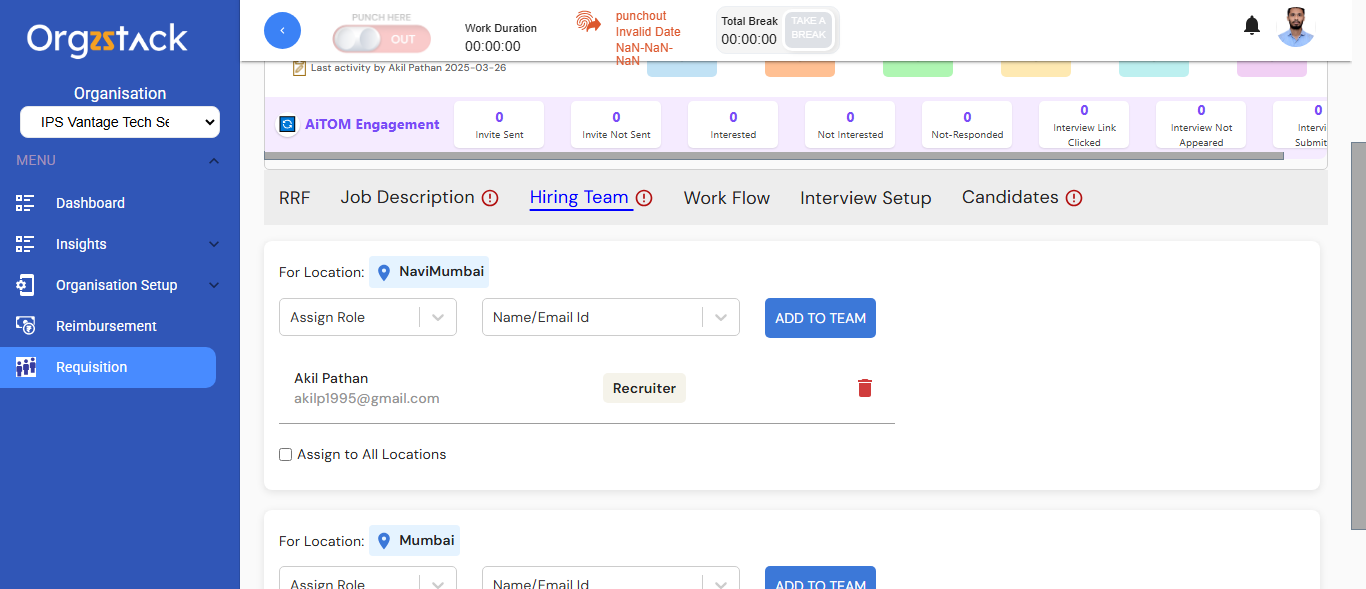 Orgzstack
Organisation
IPS Vantage Tech Se
MENU
Dashboard
Insights
Organisation Setup
Reimbursement
Requisition
PUNCH HERE
OUT
Work Duration
00:00:00
punchout
Invalid Date
NaN-NaN-
NaN
Total Break
00:00:00
TAKE A
BREAK
Last activity by Akil Pathan 2025-03-26
AiTOM Engagement
0
Invite Sent
0
Invite Not Sent
0
Interested
0
Not Interested
0
Not-Responded
0
Interview Link
Clicked
0
Interview Not
Appeared
0
Intervi
Submit
RRF
Job Description
Hiring Team
Work Flow
Interview Setup
Candidates
For Location: NaviMumbai
Assign Role
Name/Email Id
ADD TO TEAM
Akil Pathan
akilp1995@gmail.com
Recruiter
Assign to All Locations
For Location: Mumbai
Assign Role
Name/Email Id
ADD TO TEAM